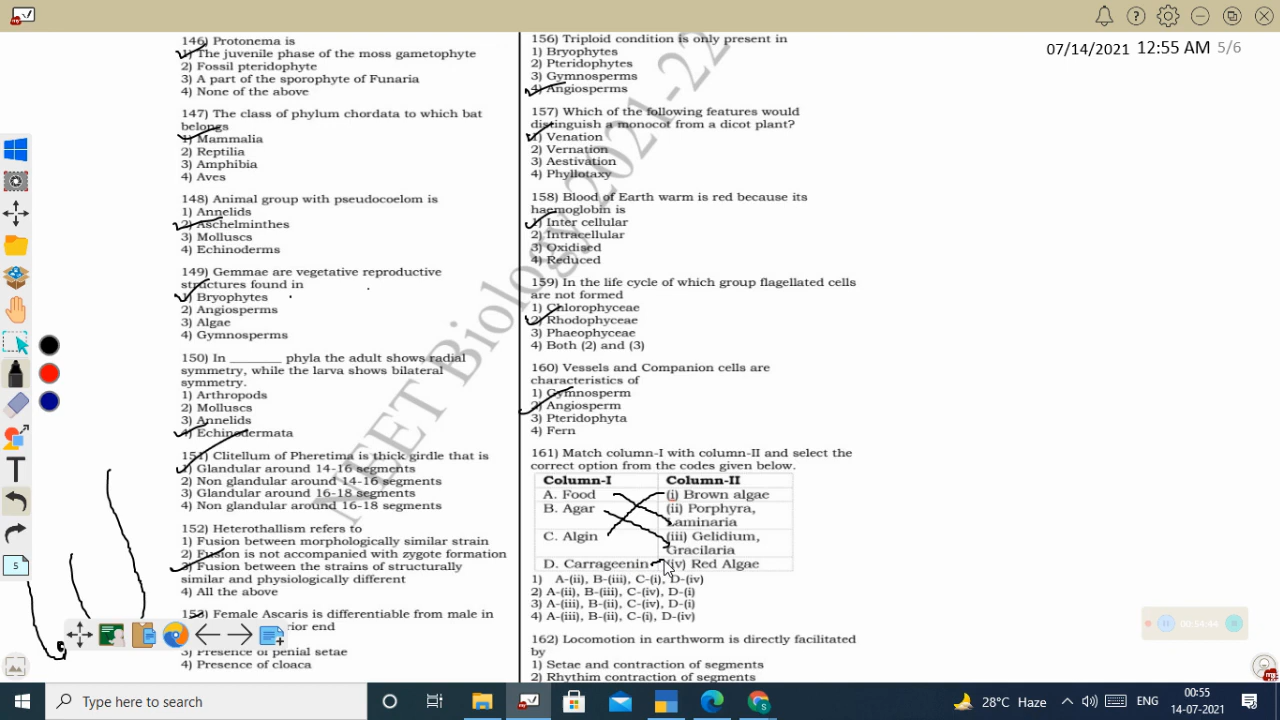 07/14/2021 12:55 AM 5/6
146) Protonema is
1) The juvenile phase of the moss gametophyte
2) Fossil pteridophyte
3) A part of the sporophyte of Funaria
4) None of the above
147) The class of phylum chordata to which bat
belongs
1) Mammalia
2) Reptilia
3) Amphibia
4) Aves
148) Animal group with pseudocoelom is
1) Annelids
2) Aschelminthes
3) Molluscs
4) Echinoderms
149) Gemmae are vegetative reproductive
structures found in
1) Bryophytes
2) Angiosperms
3) Algae
4) Gymnosperms
150) In ________ phyla the adult shows radial
symmetry, while the larva shows bilateral
symmetry.
1) Arthropods
2) Molluscs
3) Annelids
4) Echinodermata
151) Clitellum of Pheretima is thick girdle that is
1) Glandular around 14-16 segments
2) Non glandular around 14-16 segments
3) Glandular around 16-18 segments
4) Non glandular around 16-18 segments
152) Heterothallism refers to
1) Fusion between morphologically similar strain
2) Fusion is not accompanied with zygote formation
3) Fusion between the strains of structurally
similar and physiologically different
4) All the above
153) Female Ascaris is differentiable from male in
rior end
3) Presence of penial setae
4) Presence of cloaca
156) Triploid condition is only present in
1) Bryophytes
2) Pteridophytes
3) Gymnosperms
4) Angiosperms
157) Which of the following features would
distinguish a monocot from a dicot plant?
1) Venation
2) Vernation
3) Aestivation
4) Phyllotaxy
158) Blood of Earth warm is red because its
haemoglobin is
1) Inter cellular
2) Intracellular
3) Oxidised
4) Reduced
159) In the life cycle of which group flagellated cells
are not formed
1) Chlorophyceae
2) Rhodophyceae
3) Phaeophyceae
4) Both (2) and (3)
160) Vessels and Companion cells are
characteristics of
1) Gymnosperm
2) Angiosperm
3) Pteridophyta
4) Fern
161) Match column-I with column-II and select the
correct option from the codes given below.
Column-I Column-II
A. Food (i) Brown algae
B. Agar (ii) Porphyra,
Laminaria
C. Algin (iii) Gelidium,
Gracilaria
D. Carrageenin (iv) Red Algae
1) A-(ii), B-(iii), C-(i), D-(iv)
2) A-(ii), B-(iii), C-(iv), D-(i)
3) A-(iii), B-(ii), C-(iv), D-(i)
4) A-(iii), B-(ii), C-(i), D-(iv)
162) Locomotion in earthworm is directly facilitated
by
1) Setae and contraction of segments
2) Rhythim contraction of segments
NEET Biology 2021-22
5
00:14:44
Type here to search
28°C Haze
ENG
00:55
14-07-2021